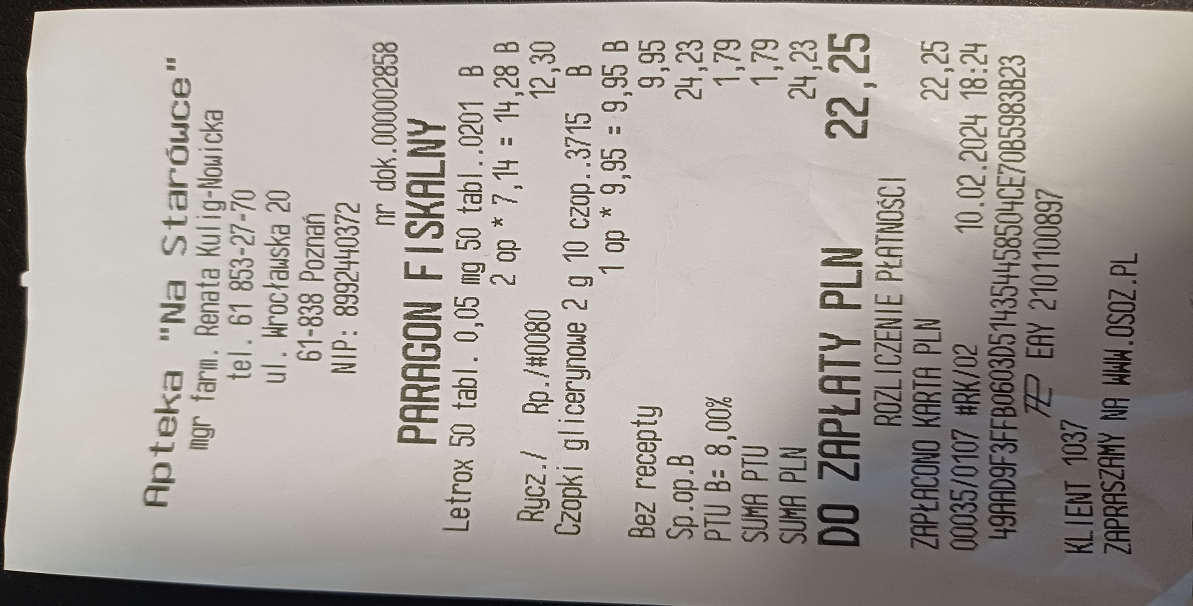 Apteka "Na Starówce"
mgr farm. Renata Kulig-Nowicka
tel. 61 853-27-70
ul. Wrocławska 20
61-838 Poznań
NIP: 8992440372
nr dok.000002858
PARAGON FISKALNY
Letrox 50 tabl. 0,05 mg 50 tabl..0201 B
2 op * 7,14 = 14,28 B
Rycz./ Rp./#0080 12,30
Czopki glicerynowe 2 g 10 czop..3715 B
1 op * 9,95 = 9,95 B
Bez recepty 9,95
Sp.op.B 24,23
PTU B= 8,00% 1,79
SUMA PTU 1,79
SUMA PLN 24,23
DO ZAPŁATY PLN 22,25
ROZLICZENIE PŁATNOŚCI
ZAPŁACONO KARTA PLN 22,25
00035/0107 #RK/02 10.02.2024 18:24
49AAD9F3FFB0603D51435445858504CE70B5983B23
EAY 2101100897
KLIENT 1037
ZAPRASZAMY NA WWW.OSOZ.PL